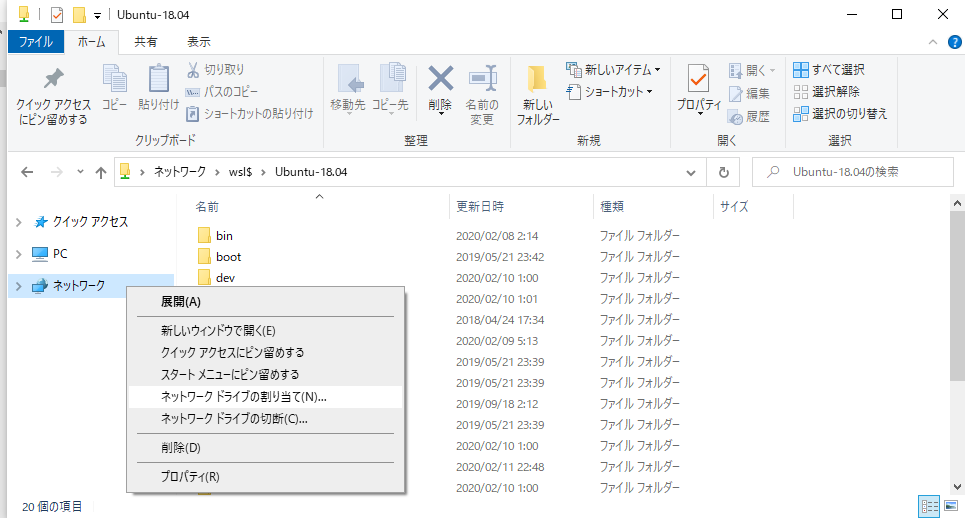 Ubuntu-18.04
ファイル ホーム 共有 表示
クイック アクセス
にピン留めする
コピー
貼り付け
切り取り
パスのコピー
ショートカットの貼り付け
クリップボード
移動先
コピー先
削除
名前の
変更
整理
新しい
フォルダー
新しいアイテム
ショートカット
新規
プロパティ
開く
編集
履歴
開く
すべて選択
選択解除
選択の切り替え
選択
ネットワーク › wsl$ › Ubuntu-18.04
Ubuntu-18.04の検索
クイック アクセス
PC
ネットワーク
名前 更新日時 種類 サイズ
bin 2020/02/08 2:14 ファイル フォルダー
boot 2019/05/21 23:42 ファイル フォルダー
dev 2020/02/10 1:00 ファイル フォルダー
2020/02/10 1:01 ファイル フォルダー
2018/04/24 17:34 ファイル フォルダー
2020/02/09 5:13 ファイル フォルダー
2019/05/21 23:39 ファイル フォルダー
2019/05/21 23:39 ファイル フォルダー
2019/09/18 2:12 ファイル フォルダー
2019/05/21 23:39 ファイル フォルダー
2020/02/10 1:00 ファイル フォルダー
2020/02/11 22:48 ファイル フォルダー
2020/02/10 1:00 ファイル フォルダー
展開(A)
新しいウィンドウで開く(E)
クイック アクセスにピン留めする
スタート メニューにピン留めする
ネットワーク ドライブの割り当て(N)...
ネットワーク ドライブの切断(C)...
削除(D)
プロパティ(R)
20 個の項目